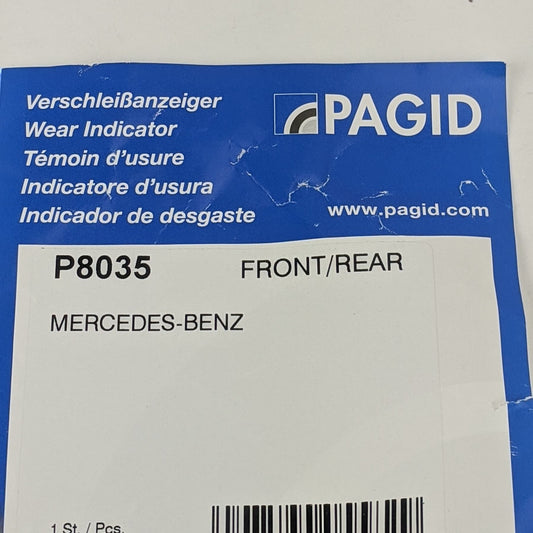 Verschleißanzeiger
Wear Indicator
Témoin d'usure
Indicatore d'usura
Indicador de desgaste
PAGID
www.pagid.com
P8035 FRONT/REAR
MERCEDES-BENZ
1 St. / Pcs.